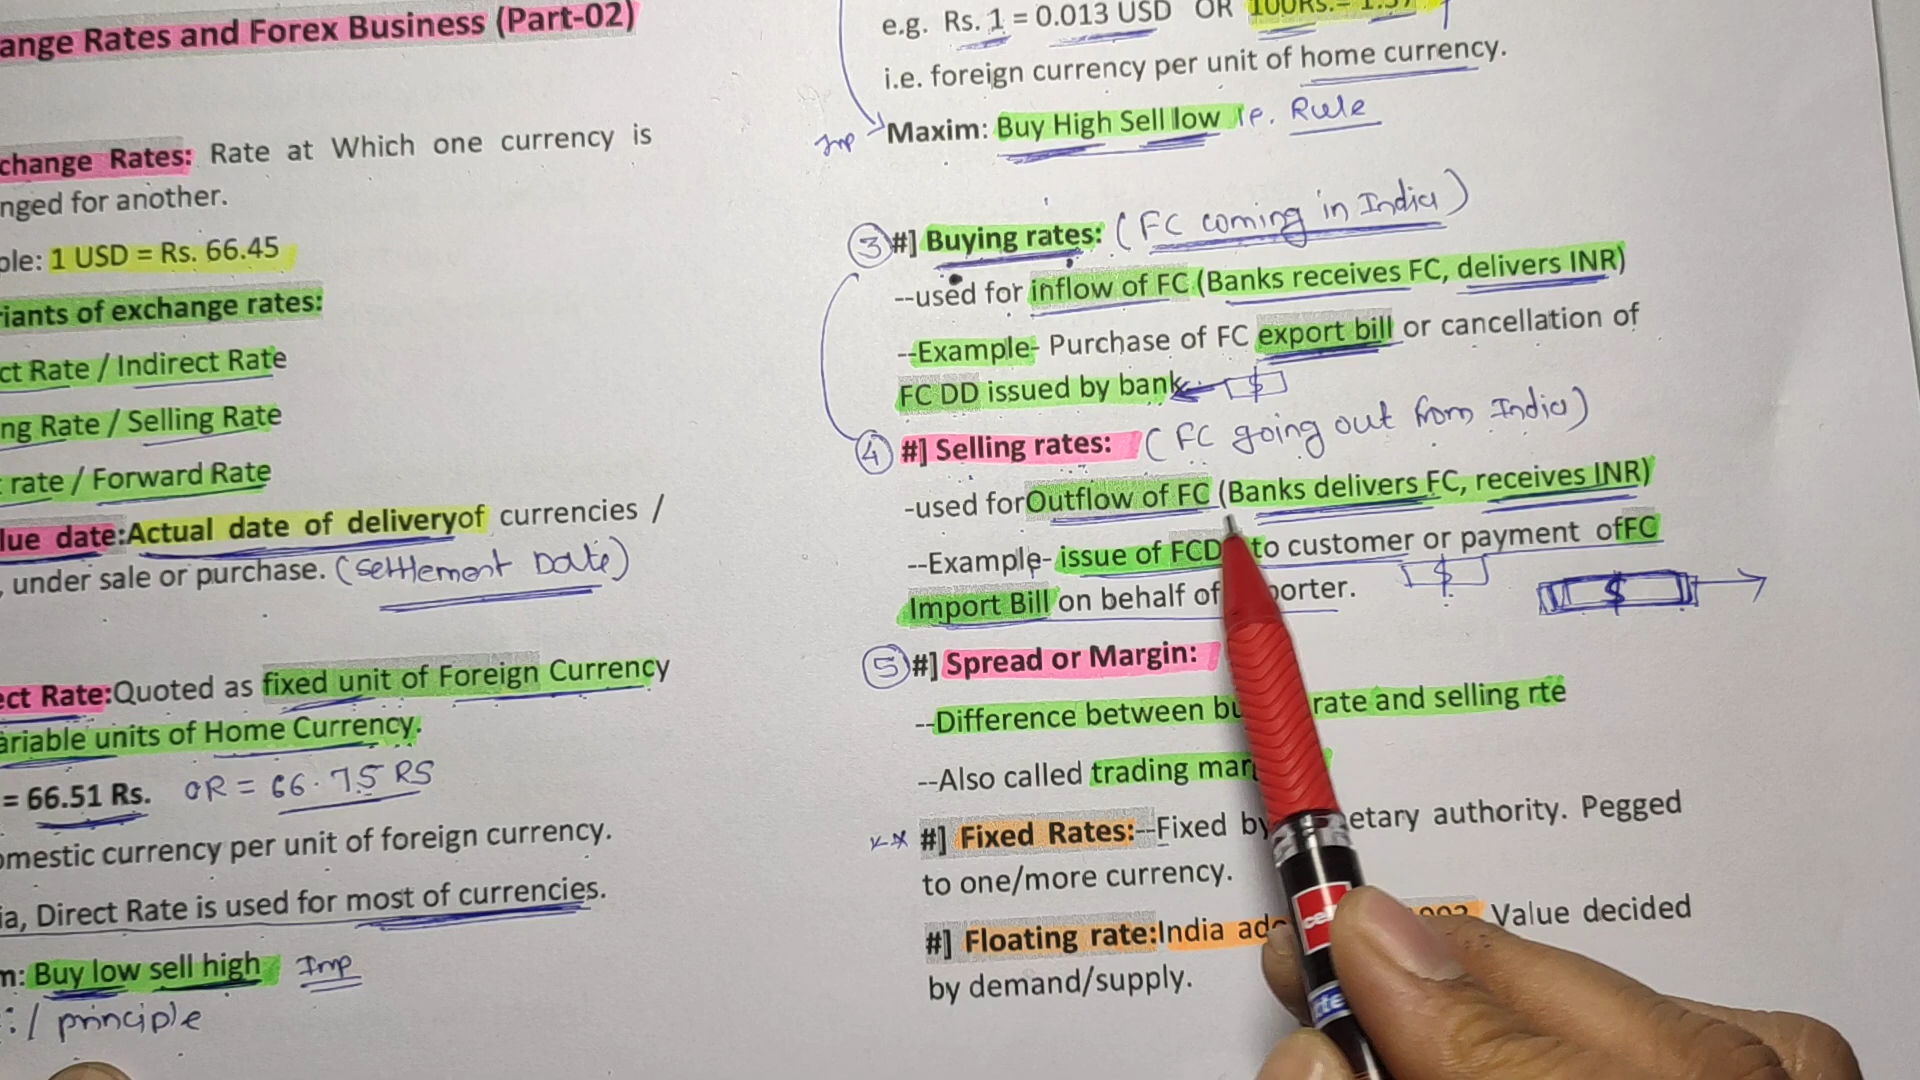 ange Rates and Forex Business (Part-02)
change Rates: Rate at Which one currency is
nged for another.
ple: 1 USD = Rs. 66.45
iants of exchange rates:
ct Rate / Indirect Rate
ng Rate / Selling Rate
rate / Forward Rate
lue date:Actual date of deliveryof currencies /
, under sale or purchase. (settlement Date)
ect Rate:Quoted as fixed unit of Foreign Currency
ariable units of Home Currency.
= 66.51 Rs. OR = 66.75 RS
omestic currency per unit of foreign currency.
ia, Direct Rate is used for most of currencies.
m: Buy low sell high Imp
: / principle
e.g. Rs. 1 = 0.013 USD OR 100Rs.=
i.e. foreign currency per unit of home currency.
Imp Maxim: Buy High Sell low i.e. Rule
3 #] Buying rates: (FC coming in India)
--used for inflow of FC (Banks receives FC, delivers INR)
--Example- Purchase of FC export bill or cancellation of
FC DD issued by bank $
4 #] Selling rates: (FC going out from India)
-used forOutflow of FC (Banks delivers FC, receives INR)
--Example- issue of FCD to customer or payment ofFC
Import Bill on behalf of porter. $ $
5 #] Spread or Margin:
--Difference between bu rate and selling rte
--Also called trading mar
#] Fixed Rates:--Fixed by etary authority. Pegged
to one/more currency.
#] Floating rate:India ad Value decided
by demand/supply.